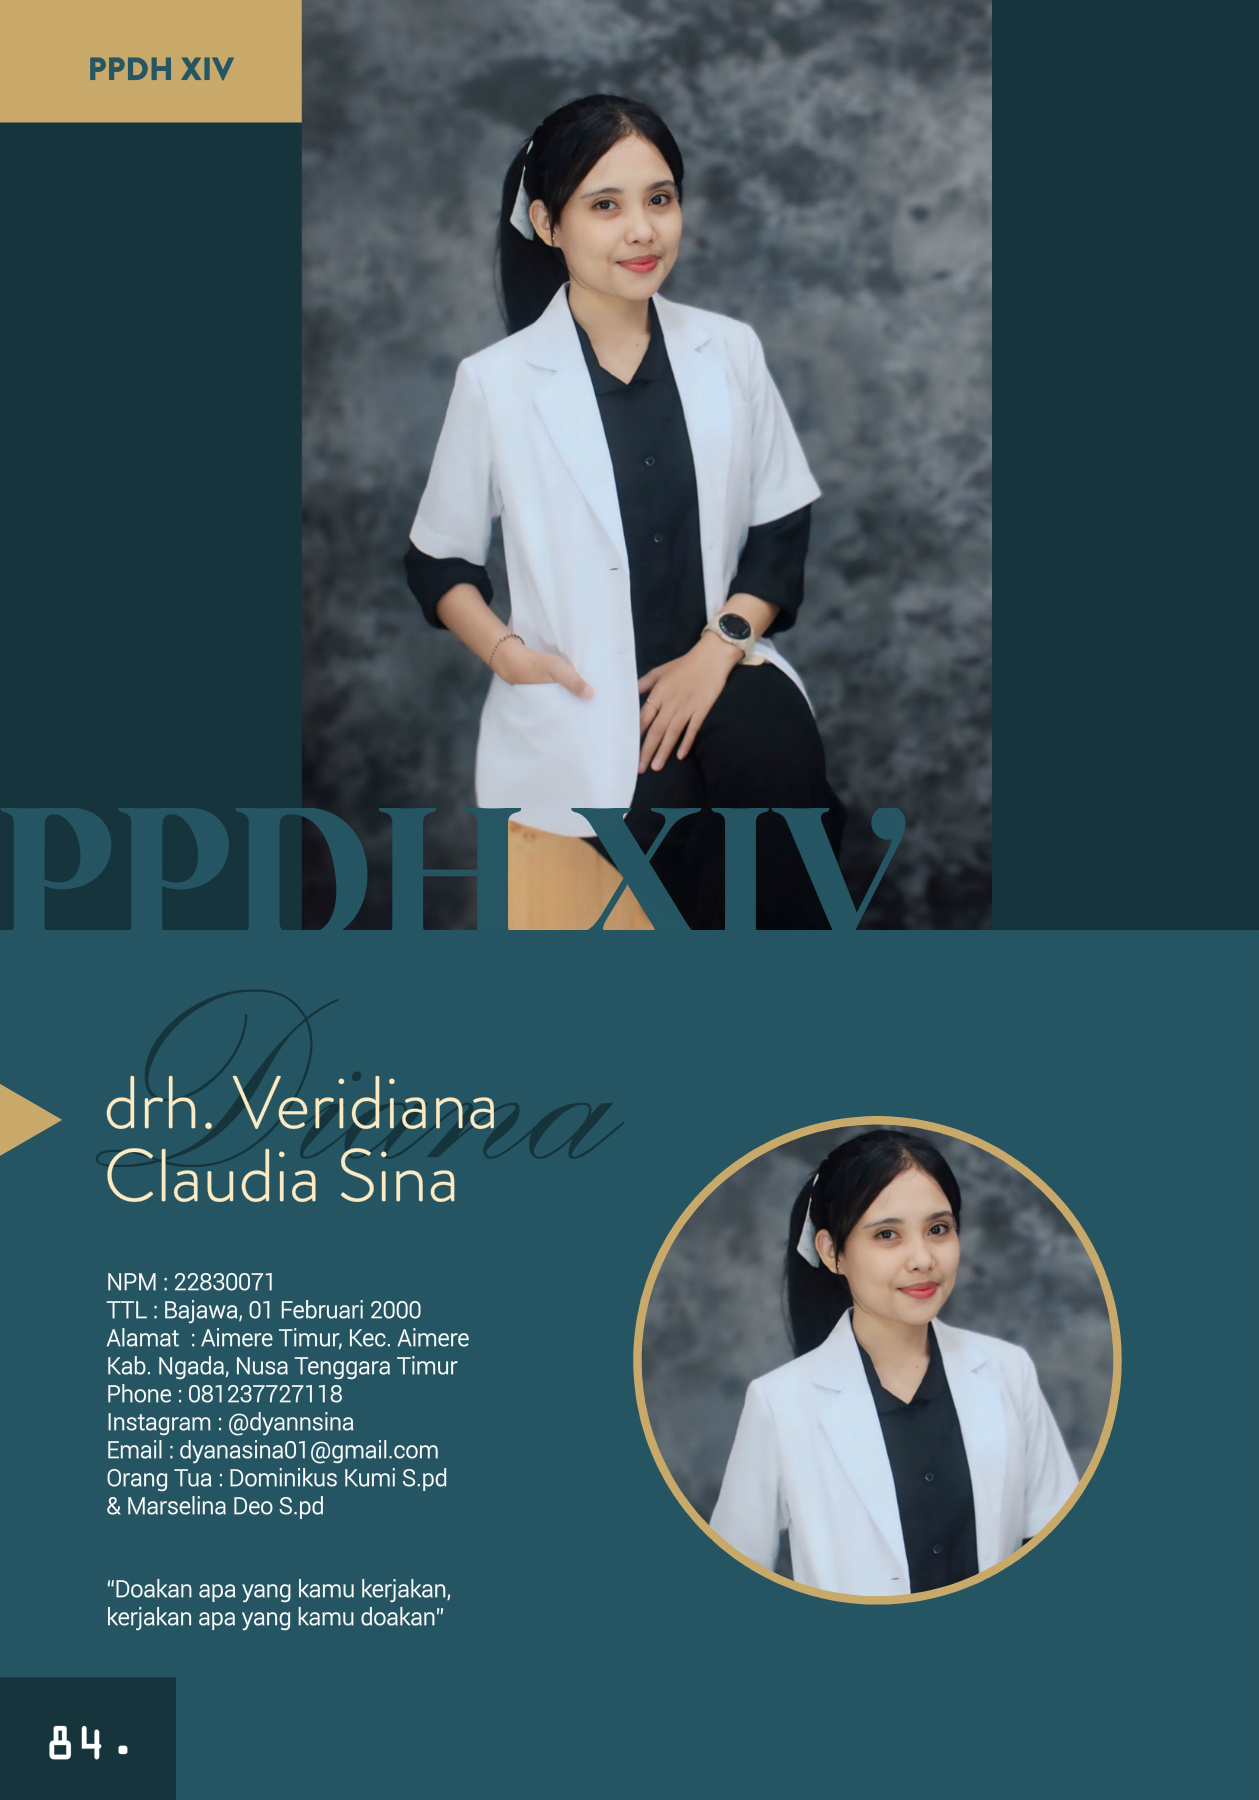 PPDH XIV
PPDH XIV
Diana
drh. Veridiana
Claudia Sina
NPM : 22830071
TTL : Bajawa, 01 Februari 2000
Alamat  : Aimere Timur, Kec. Aimere
Kab. Ngada, Nusa Tenggara Timur
Phone : 081237727118
Instagram : @dyannsina
Email : dyanasina01@gmail.com
Orang Tua : Dominikus Kumi S.pd
& Marselina Deo S.pd
“Doakan apa yang kamu kerjakan,
kerjakan apa yang kamu doakan”
84.